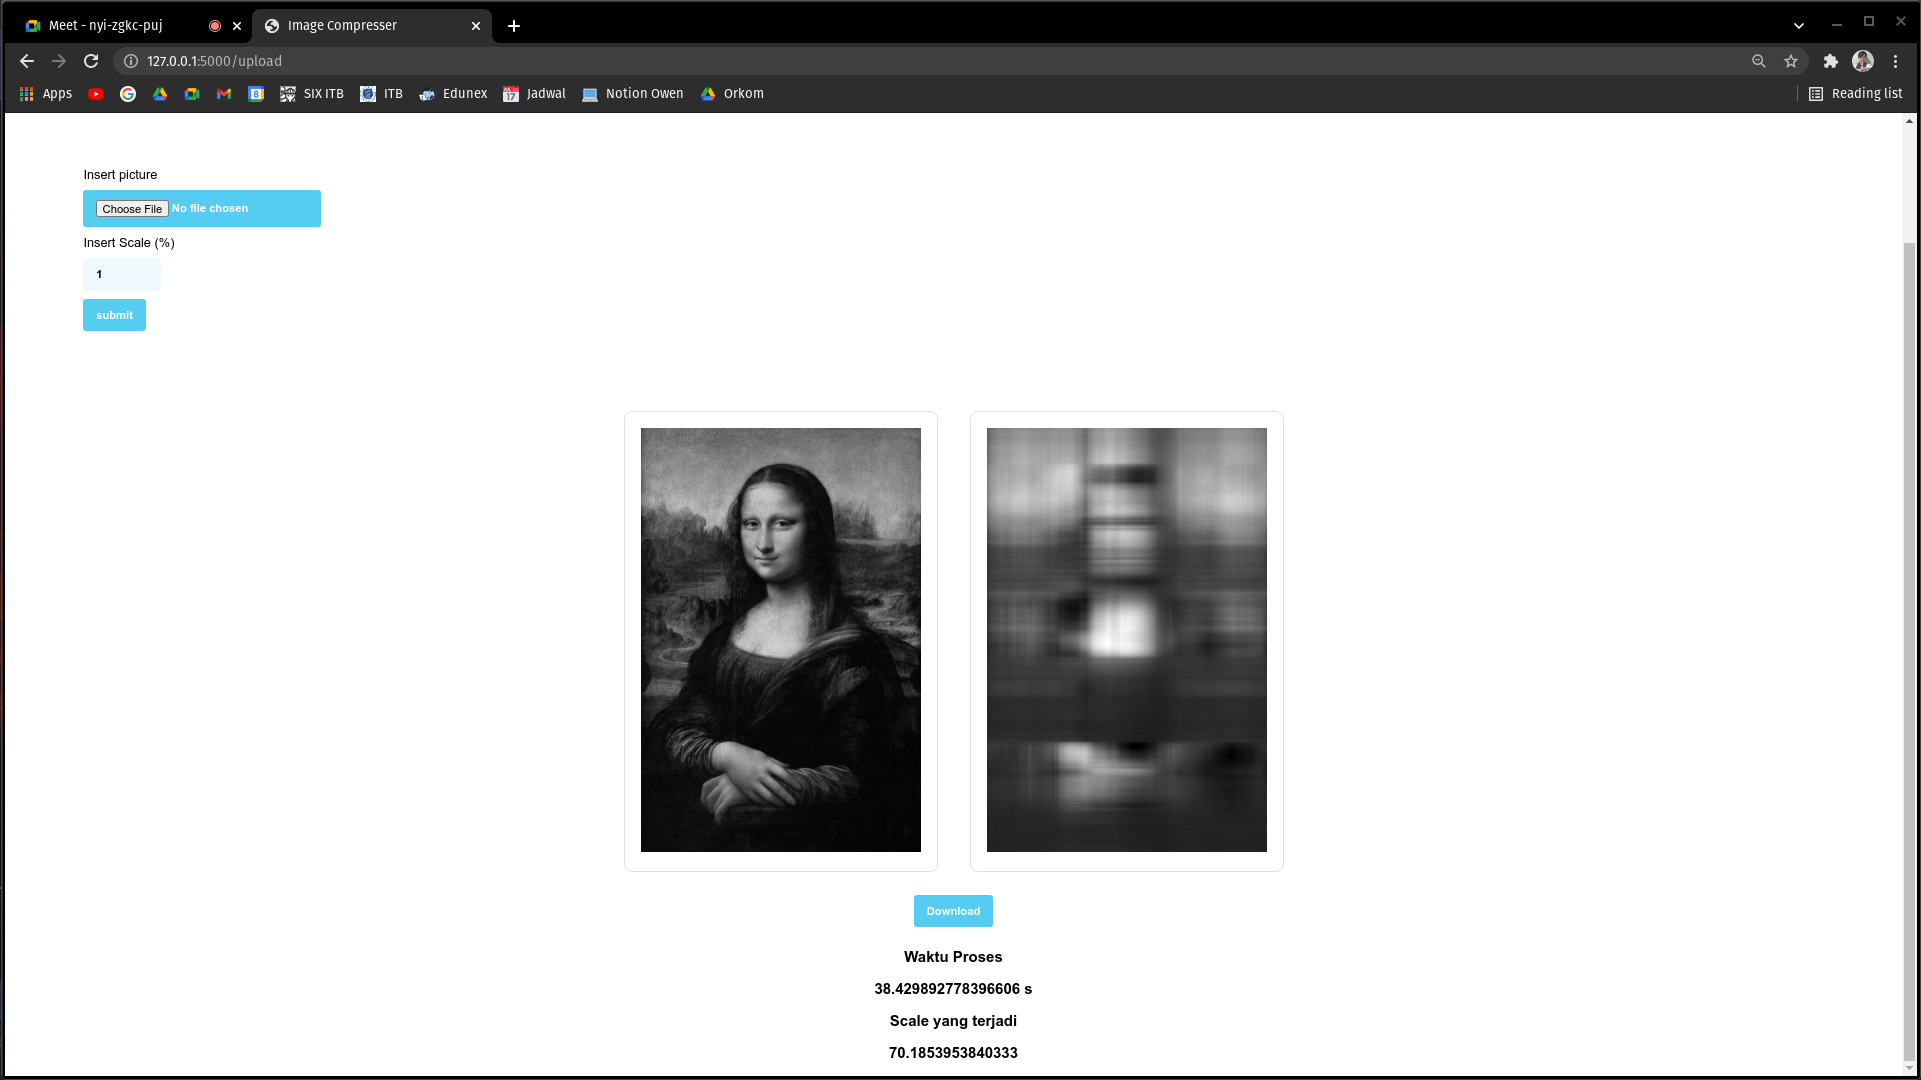 Meet - nyi-zgkc-puj
Image Compresser
127.0.0.1:5000/upload
Apps
8
SIX ITB
ITB
Edunex
17
Jadwal
Notion Owen
Orkom
Reading list
Insert picture
Choose File No file chosen
Insert Scale (%)
1
submit
Download
Waktu Proses
38.429892778396606 s
Scale yang terjadi
70.1853953840333